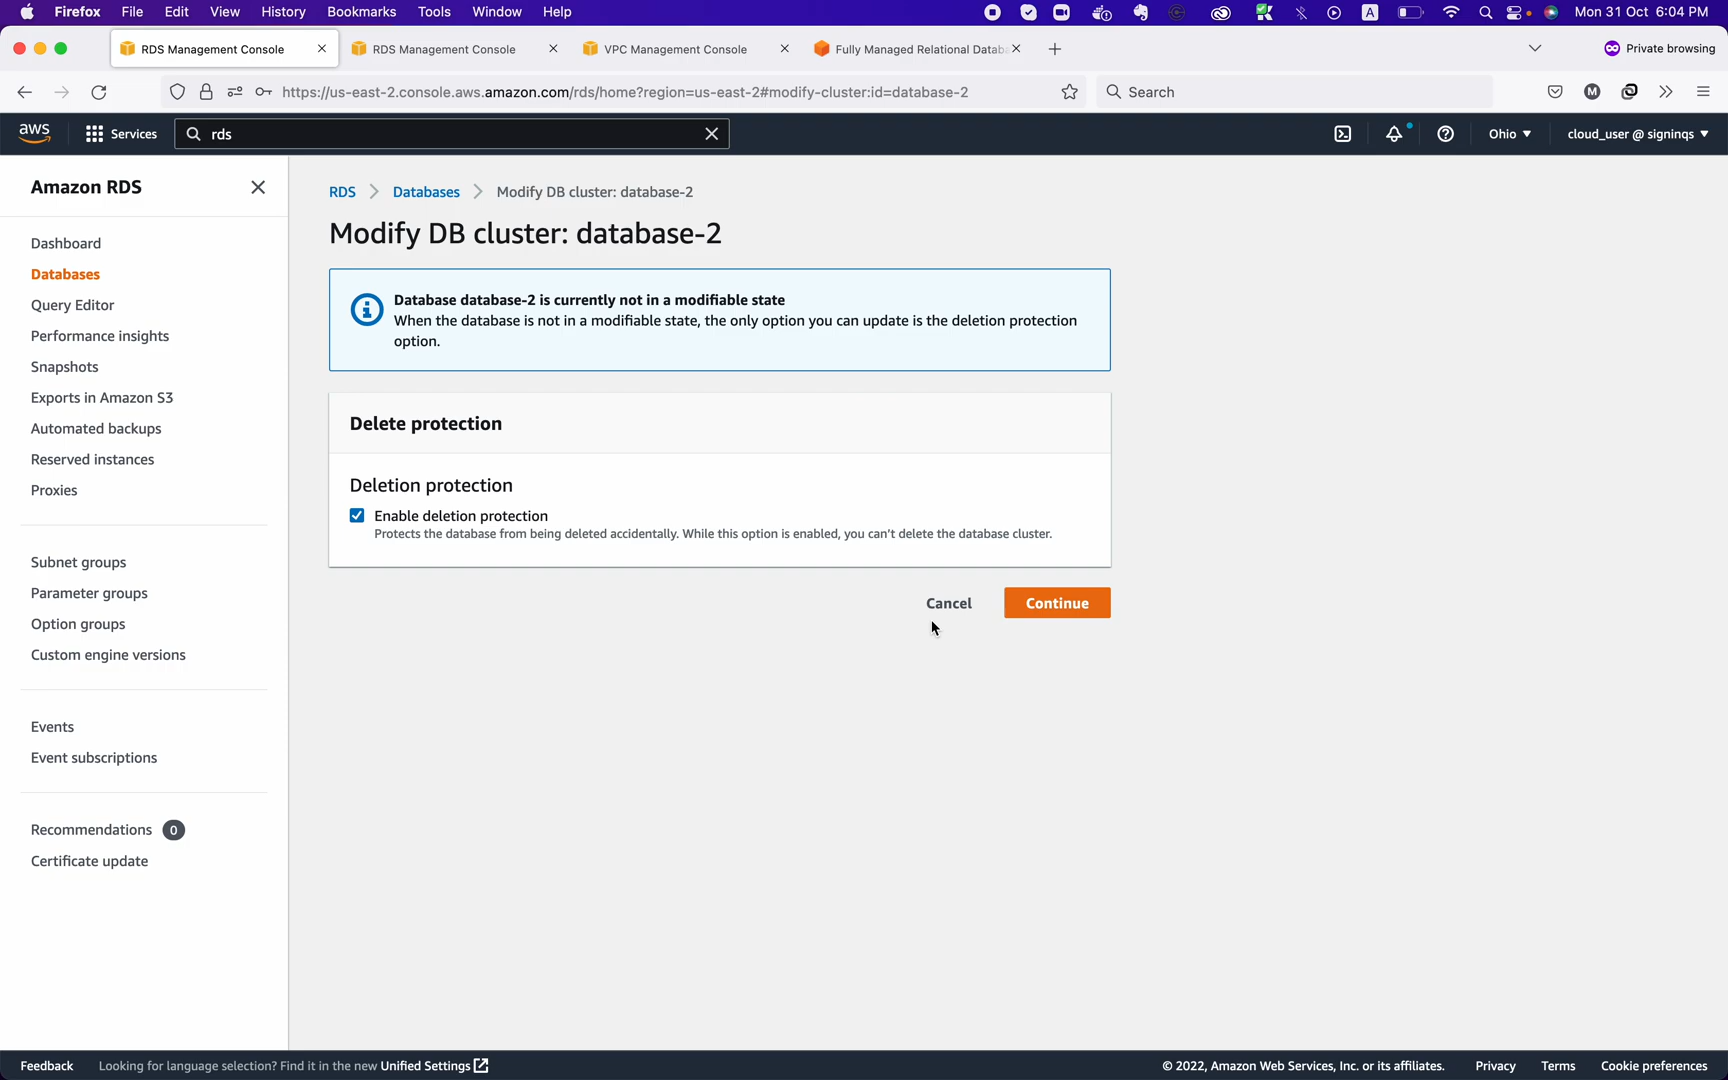 Firefox File Edit View History Bookmarks Tools Window Help A Mon 31 Oct 6:04 PM
RDS Management Console RDS Management Console VPC Management Console Fully Managed Relational Datab Private browsing
https://us-east-2.console.aws.amazon.com/rds/home?region=us-east-2#modify-cluster:id=database-2 Search M
aws Services rds Ohio cloud_user @ signinqs
Amazon RDS
Dashboard
Databases
Query Editor
Performance insights
Snapshots
Exports in Amazon S3
Automated backups
Reserved instances
Proxies
Subnet groups
Parameter groups
Option groups
Custom engine versions
Events
Event subscriptions
Recommendations 0
Certificate update
RDS Databases Modify DB cluster: database-2
Modify DB cluster: database-2
Database database-2 is currently not in a modifiable state
When the database is not in a modifiable state, the only option you can update is the deletion protection
option.
Delete protection
Deletion protection
Enable deletion protection
Protects the database from being deleted accidentally. While this option is enabled, you can't delete the database cluster.
Cancel Continue
Feedback Looking for language selection? Find it in the new Unified Settings © 2022, Amazon Web Services, Inc. or its affiliates. Privacy Terms Cookie preferences